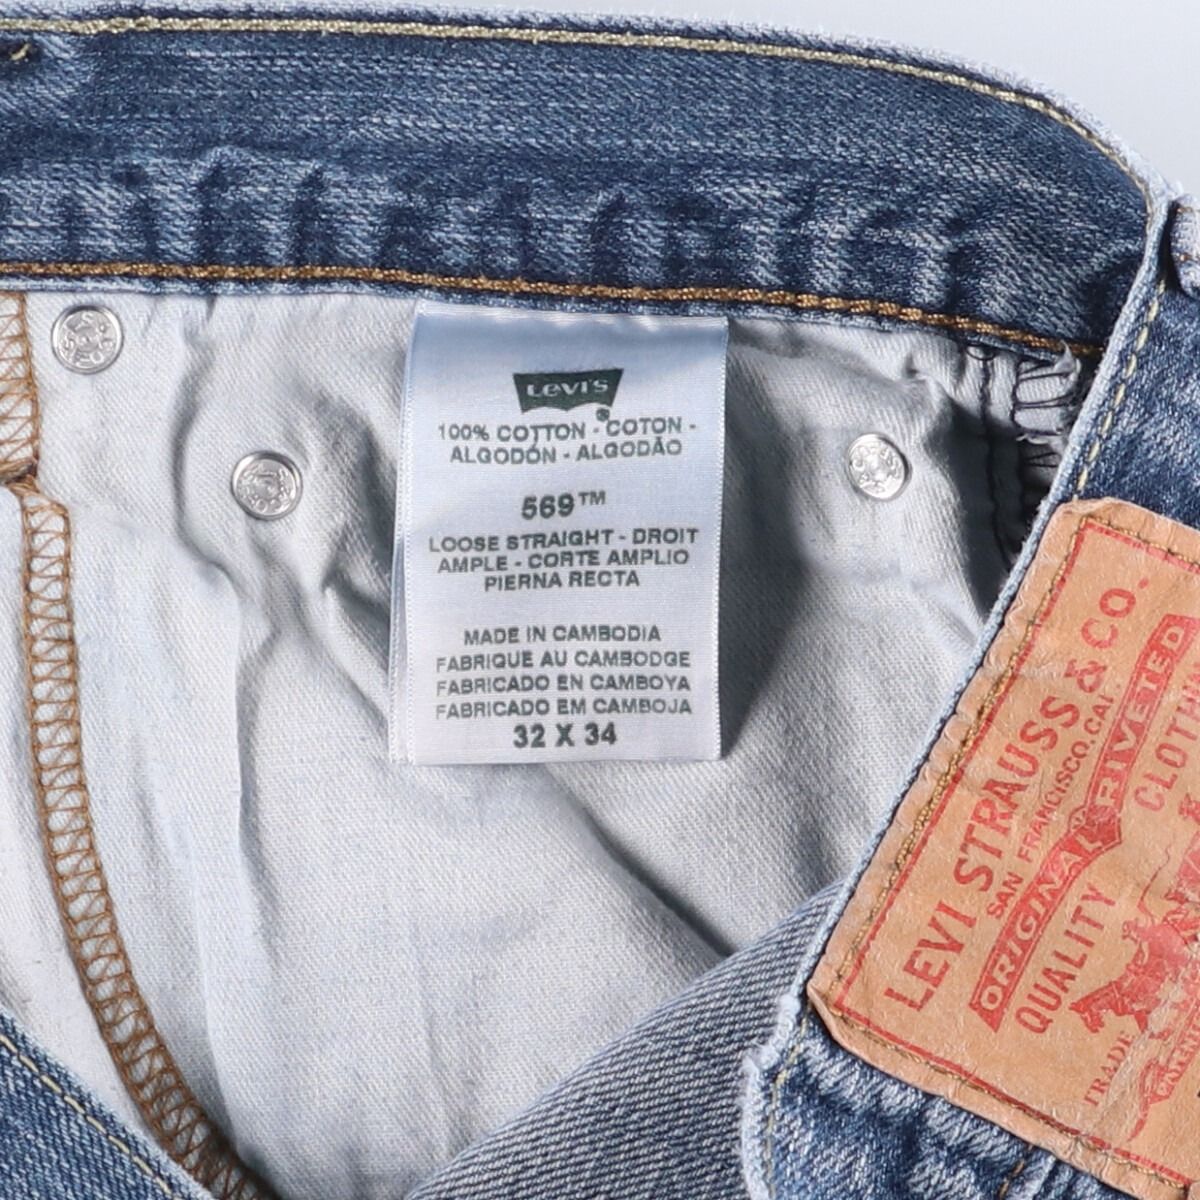 Levi's
®
100% COTTON - COTON -
ALGODÓN - ALGODÃO
569™
LOOSE STRAIGHT - DROIT
AMPLE - CORTE AMPLIO
PIERNA RECTA
MADE IN CAMBODIA
FABRIQUE AU CAMBODGE
FABRICADO EN CAMBOYA
FABRICADO EM CAMBOJA
32 X 34
LEVI STRAUSS & CO.
SAN FRANCISCO, CAL.
ORIGINAL RIVETED
QUALITY
TRADE